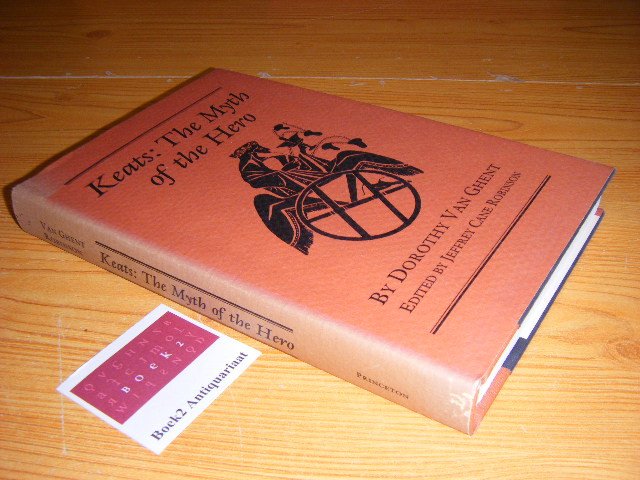 Keats: The Myth
of the Hero
By Dorothy Van Ghent
Edited by Jeffrey Cane Robinson
Van Ghent
Robinson
Keats: The Myth of the Hero
Princeton
BOEK2
Boek2 Antiquariaat